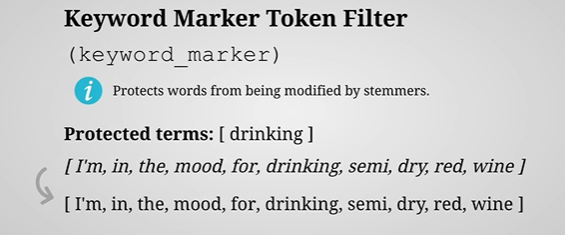 Keyword Marker Token Filter
(keyword_marker)
i Protects words from being modified by stemmers.
Protected terms: [ drinking ]
[ I'm, in, the, mood, for, drinking, semi, dry, red, wine ]
[ I'm, in, the, mood, for, drinking, semi, dry, red, wine ]